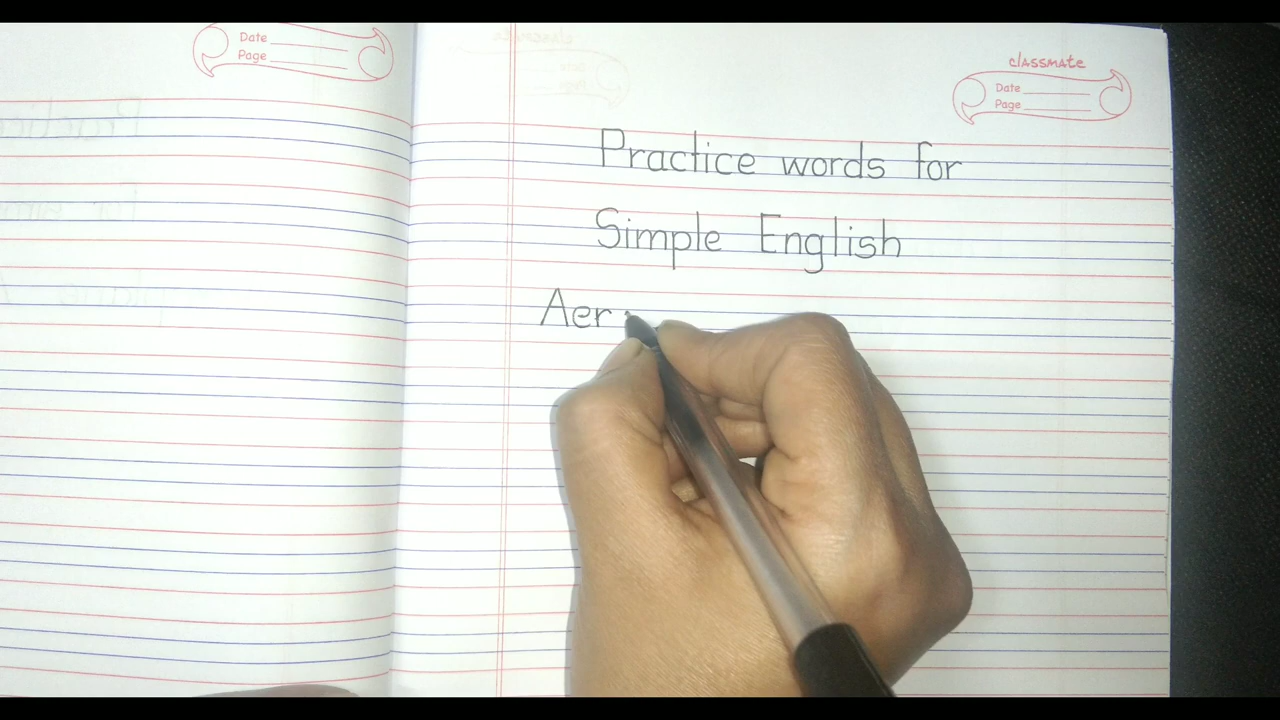 Date
Page
classmate
Date
Page
Practice words for
Simple English
Aer